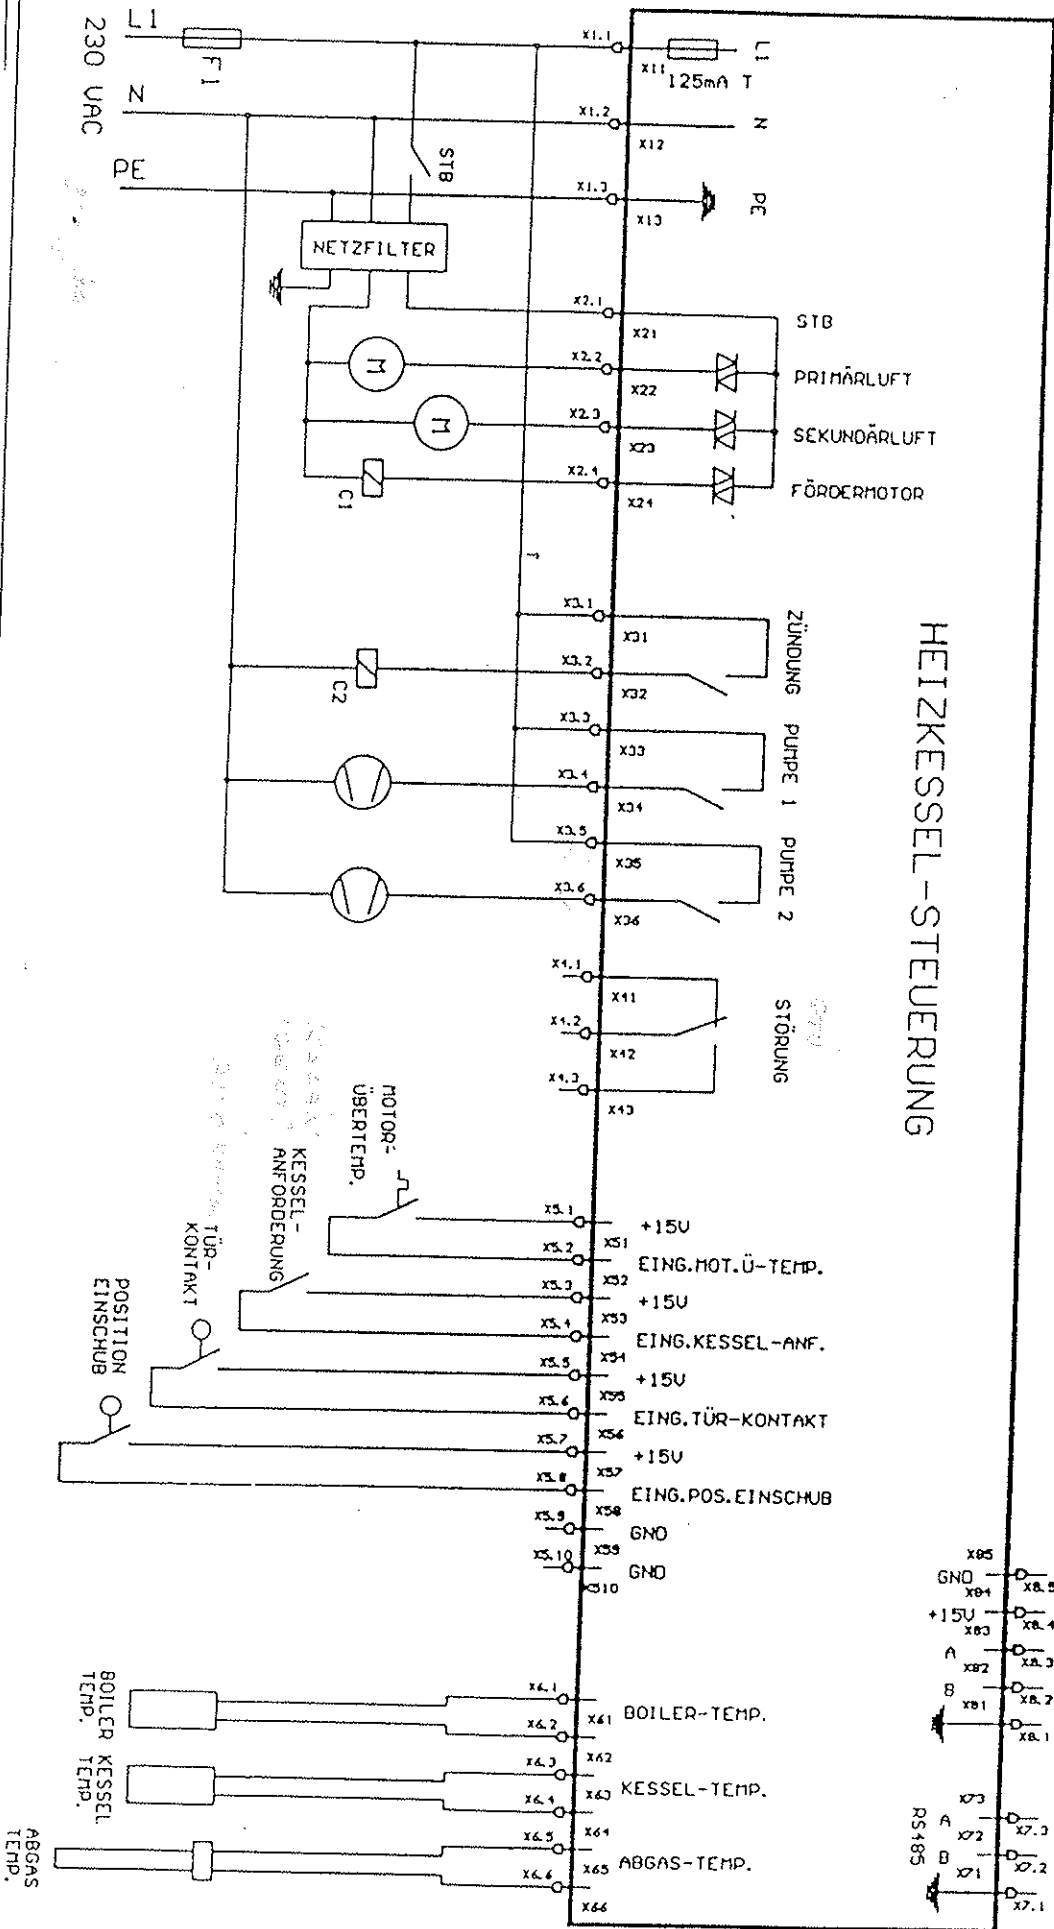 L1
230 VAC
F1
N
PE
STB
NETZFILTER
M
M
C1
C2
X1.1
X11
125mA T
L1
X1.2
X12
N
X1.3
X13
PE
X2.1
X21
STB
X2.2
X22
PRIMÄRLUFT
X2.3
X23
SEKUNDÄRLUFT
X2.4
X24
FÖRDERMOTOR
X3.1
X31
ZÜNDUNG
X3.2
X32
X3.3
X33
PUMPE 1
X3.4
X34
X3.5
X35
PUMPE 2
X3.6
X36
HEIZKESSEL-STEUERUNG
X4.1
X41
STÖRUNG
X4.2
X42
X4.3
X43
MOTOR-
ÜBERTEMP.
KESSEL-
ANFORDERUNG
TÜR-
KONTAKT
POSITION
EINSCHUB
X5.1
X51
+15V
X5.2
X52
EING.MOT.Ü-TEMP.
X5.3
X53
+15V
X5.4
X54
EING.KESSEL-ANF.
X5.5
X55
+15V
X5.6
X56
EING.TÜR-KONTAKT
X5.7
X57
+15V
X5.8
X58
EING.POS.EINSCHUB
X5.9
X59
GND
X5.10
X510
GND
X85
GND
X8.5
X84
+15V
X8.4
X83
A
X8.3
X82
B
X8.2
X81
X8.1
BOILER
TEMP.
X6.1
X61
BOILER-TEMP.
X6.2
X62
KESSEL
TEMP.
X6.3
X63
KESSEL-TEMP.
X6.4
X64
ABGAS
TEMP.
X6.5
X65
ABGAS-TEMP.
X6.6
X66
RS485
X73
A
X7.3
X72
B
X7.2
X71
X7.1